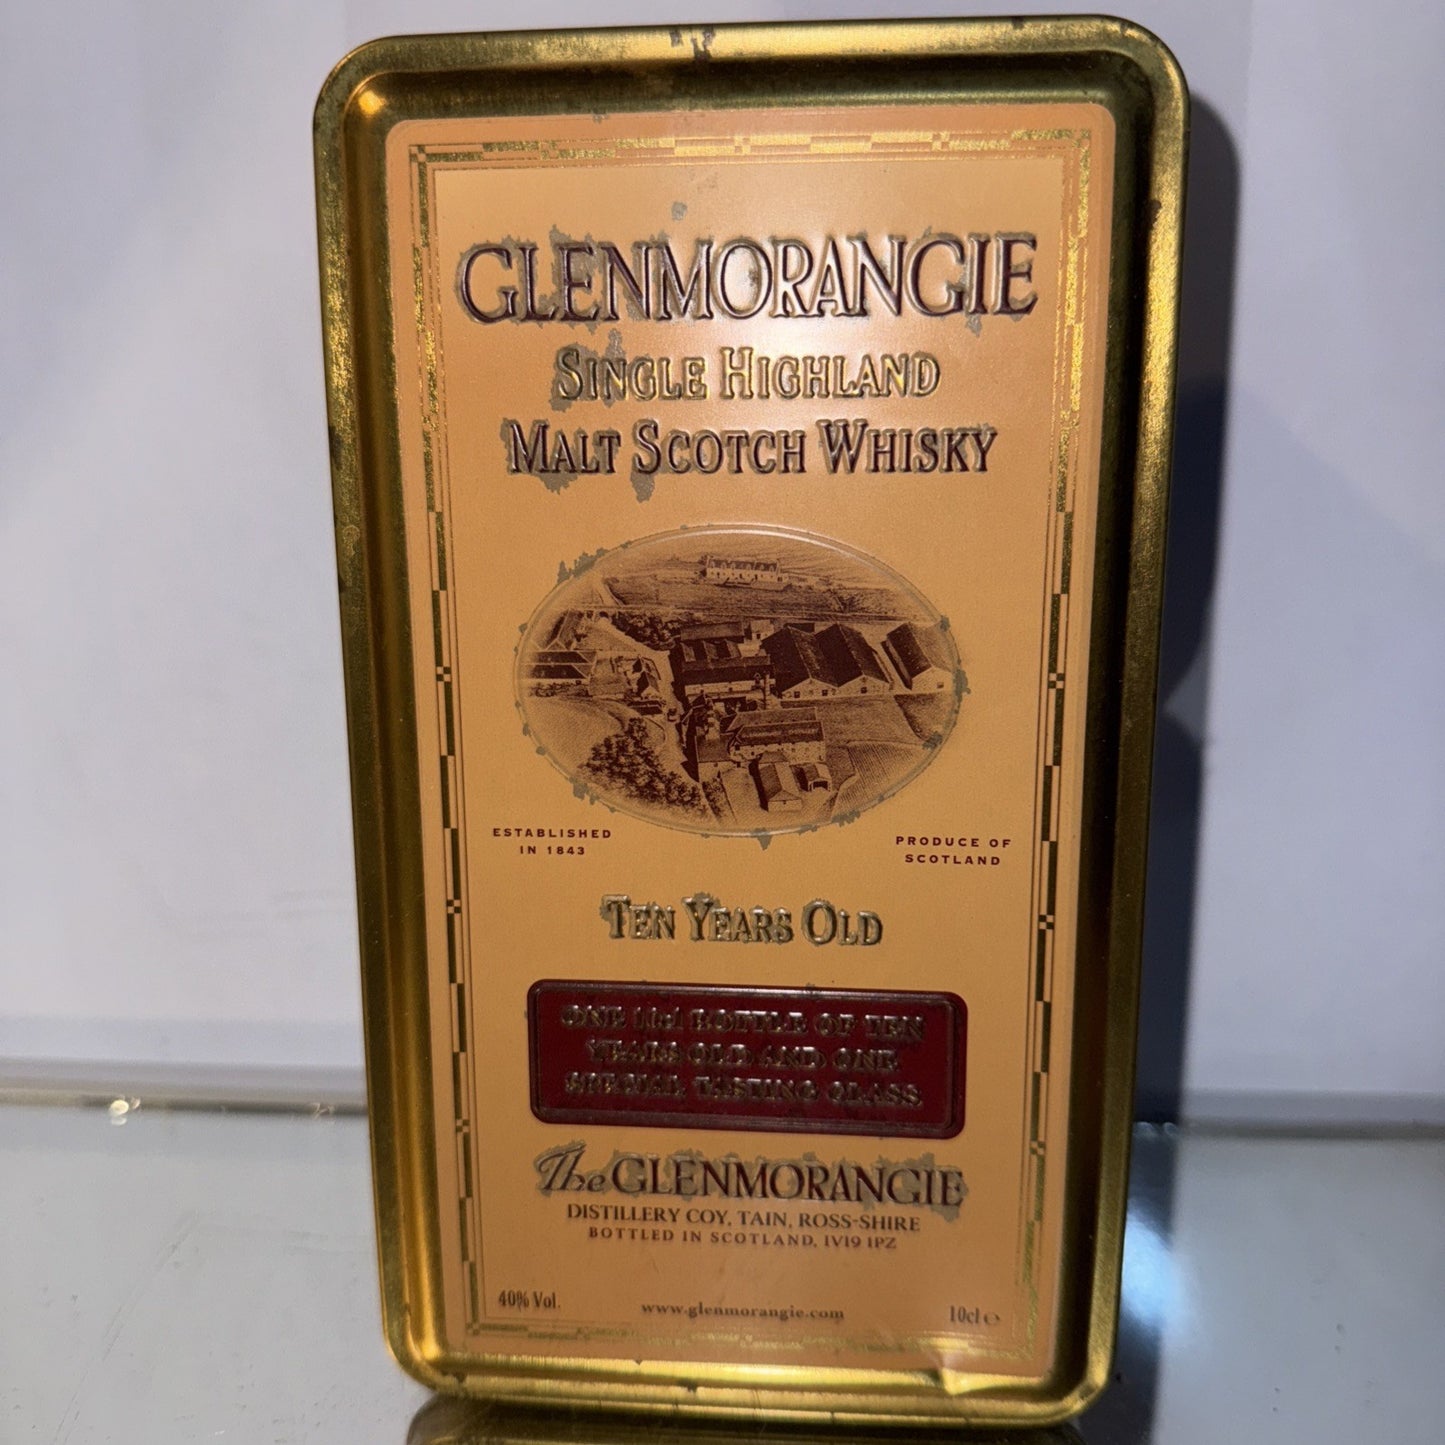 GLENMORANGIE
SINGLE HIGHLAND
MALT SCOTCH WHISKY
ESTABLISHED
IN 1843
PRODUCE OF
SCOTLAND
TEN YEARS OLD
ONE 10cl BOTTLE OF TEN
YEARS OLD AND ONE
SPECIAL TASTING GLASS
The GLENMORANGIE
DISTILLERY COY, TAIN, ROSS-SHIRE
BOTTLED IN SCOTLAND, IV19 1PZ
40% Vol.
www.glenmorangie.com
10cl e